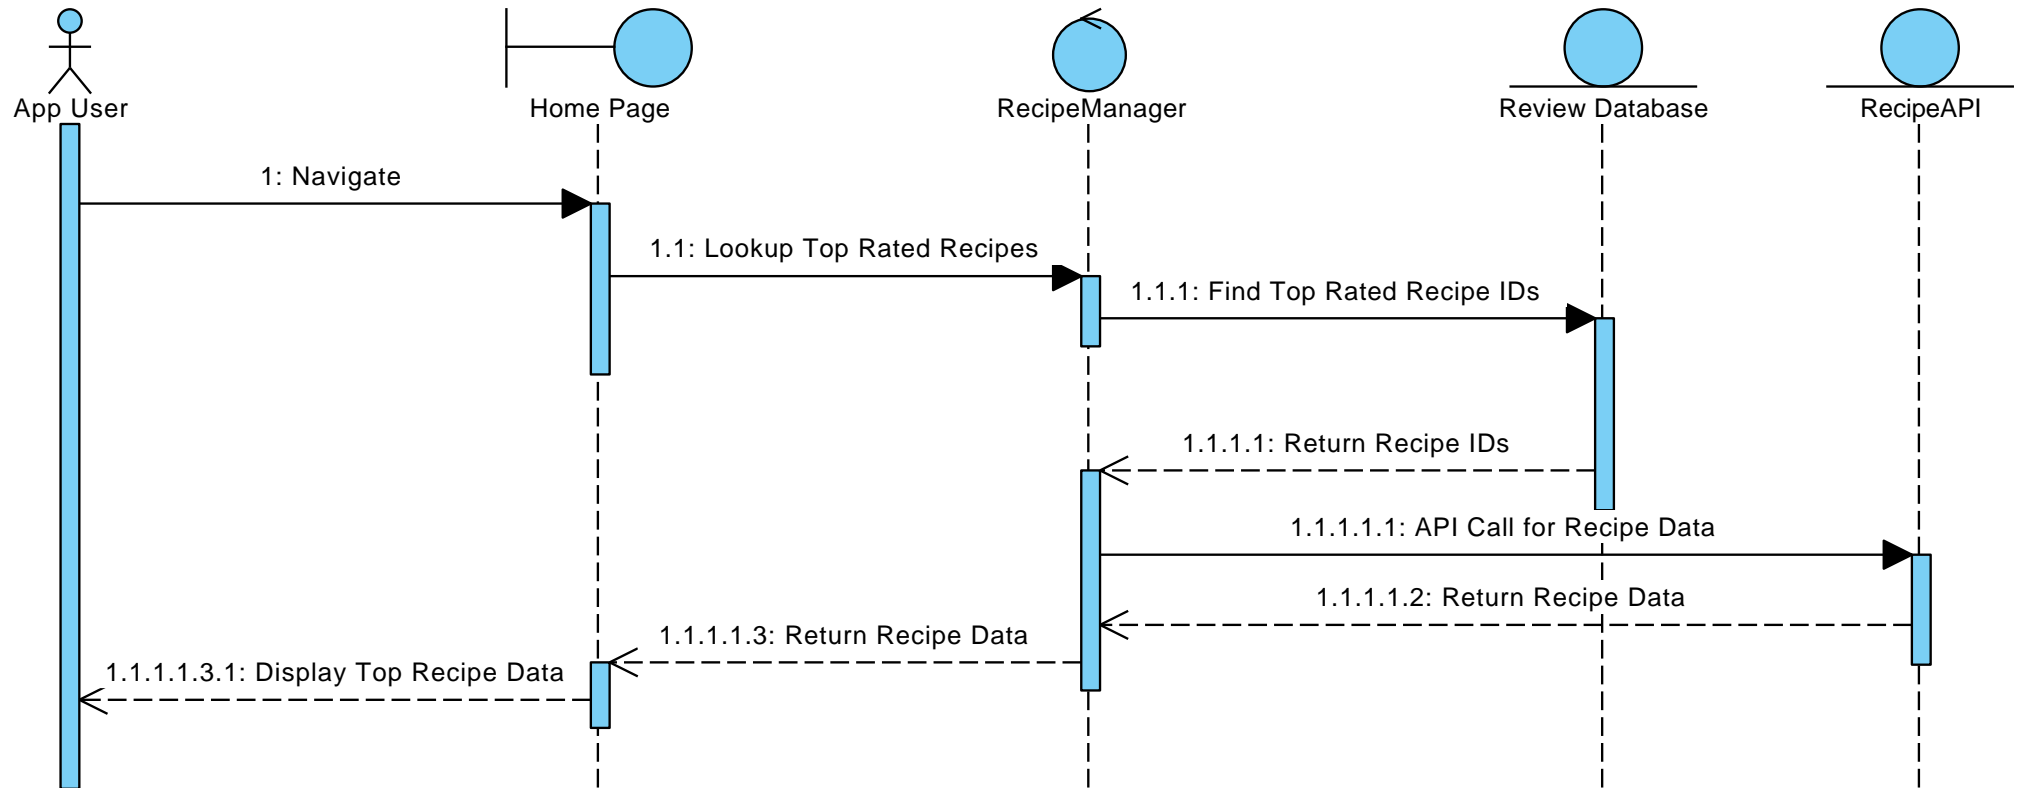 App User
Home Page
RecipeManager
Review Database
RecipeAPI
1: Navigate
1.1: Lookup Top Rated Recipes
1.1.1: Find Top Rated Recipe IDs
1.1.1.1: Return Recipe IDs
1.1.1.1.1: API Call for Recipe Data
1.1.1.1.2: Return Recipe Data
1.1.1.1.3: Return Recipe Data
1.1.1.1.3.1: Display Top Recipe Data